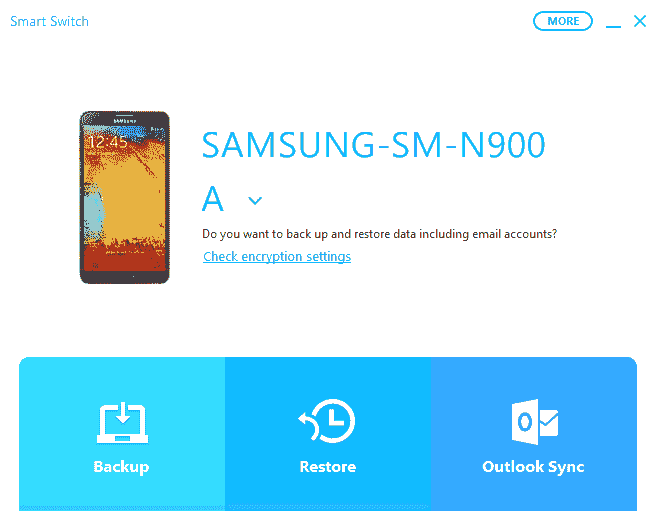 Smart Switch
MORE
SAMSUNG
12:45
SAMSUNG-SM-N900
A
Do you want to back up and restore data including email accounts?
Check encryption settings
Backup
Restore
Outlook Sync